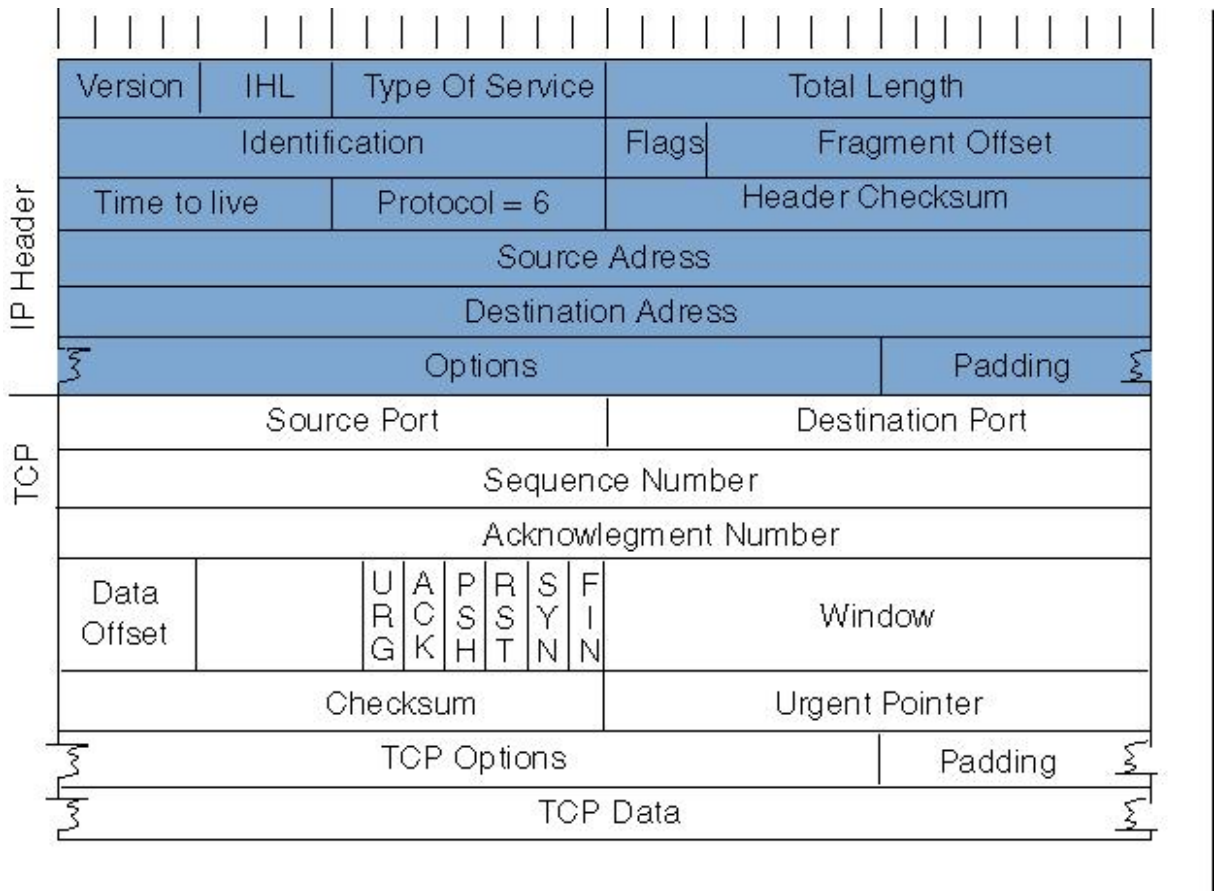 Version IHL Type Of Service Total Length
Identification Flags Fragment Offset
Time to live Protocol = 6 Header Checksum
Source Adress
Destination Adress
Options Padding
IP Header
Source Port Destination Port
Sequence Number
Acknowlegment Number
Data Offset URG ACK PSH RST SYN FIN Window
Checksum Urgent Pointer
TCP Options Padding
TCP Data
TCP